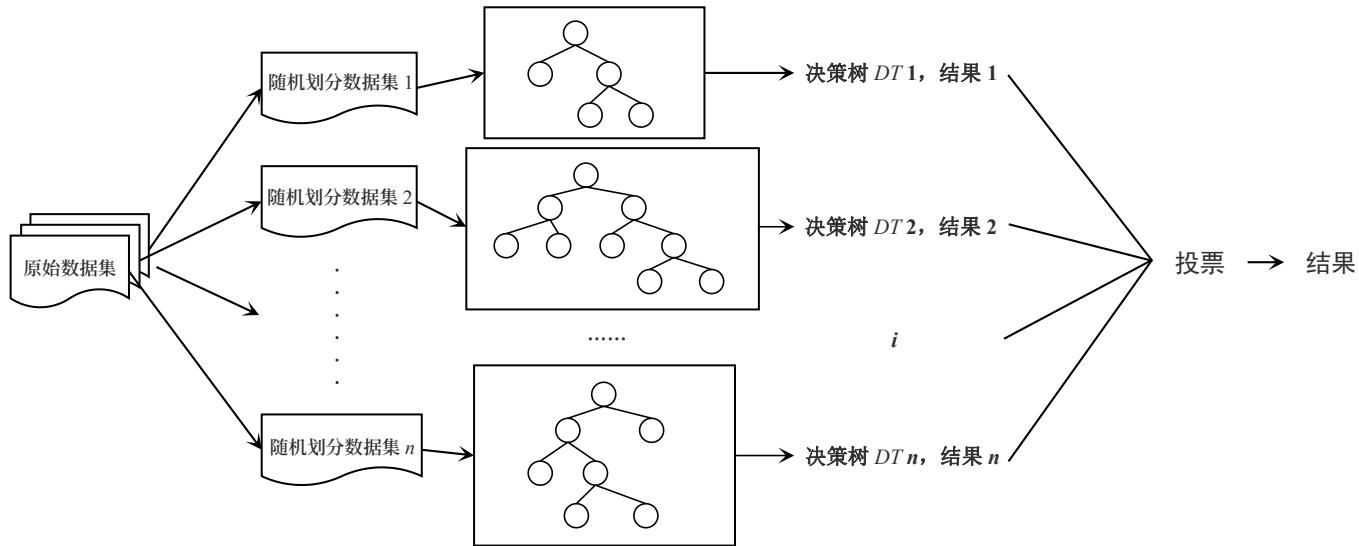 随机划分数据集 1
决策树 DT 1，结果 1
随机划分数据集 2
决策树 DT 2，结果 2
原始数据集
投票
结果
......
......
i
随机划分数据集 n
决策树 DT n，结果 n